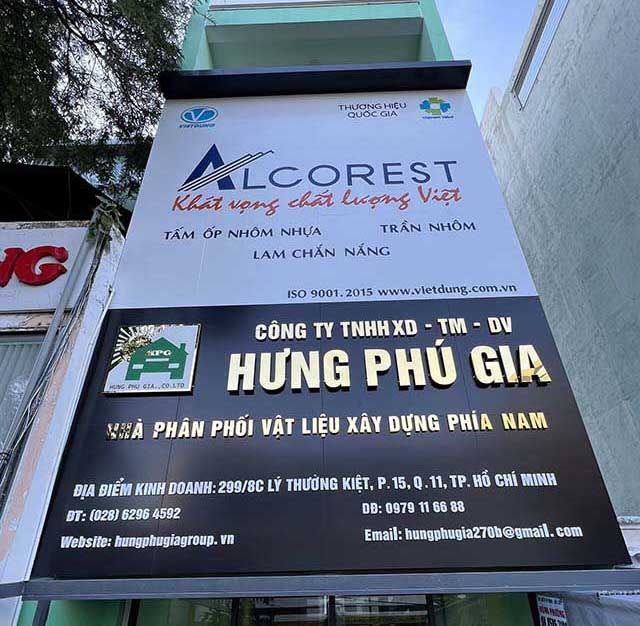 VIETDUNG
THƯƠNG HIỆU
QUỐC GIA
ALCOREST
Khát vọng chất lượng Việt
TẤM ỐP NHÔM NHỰA TRẦN NHÔM
LAM CHẮN NẮNG
ISO 9001.2015 www.vietdung.com.vn
HPG
HUNG PHU GIA.,CO.LTD
CÔNG TY TNHH XD - TM - DV
HƯNG PHÚ GIA
NHÀ PHÂN PHỐI VẬT LIỆU XÂY DỰNG PHÍA NAM
ĐỊA ĐIỂM KINH DOANH: 299/8C LÝ THƯỜNG KIỆT, P. 15, Q. 11, TP. HỒ CHÍ MINH
ĐT: (028) 6296 4592 DĐ: 0979 11 66 88
Website: hungphugiagroup. vn Email: hungphugia270b@gmail. com